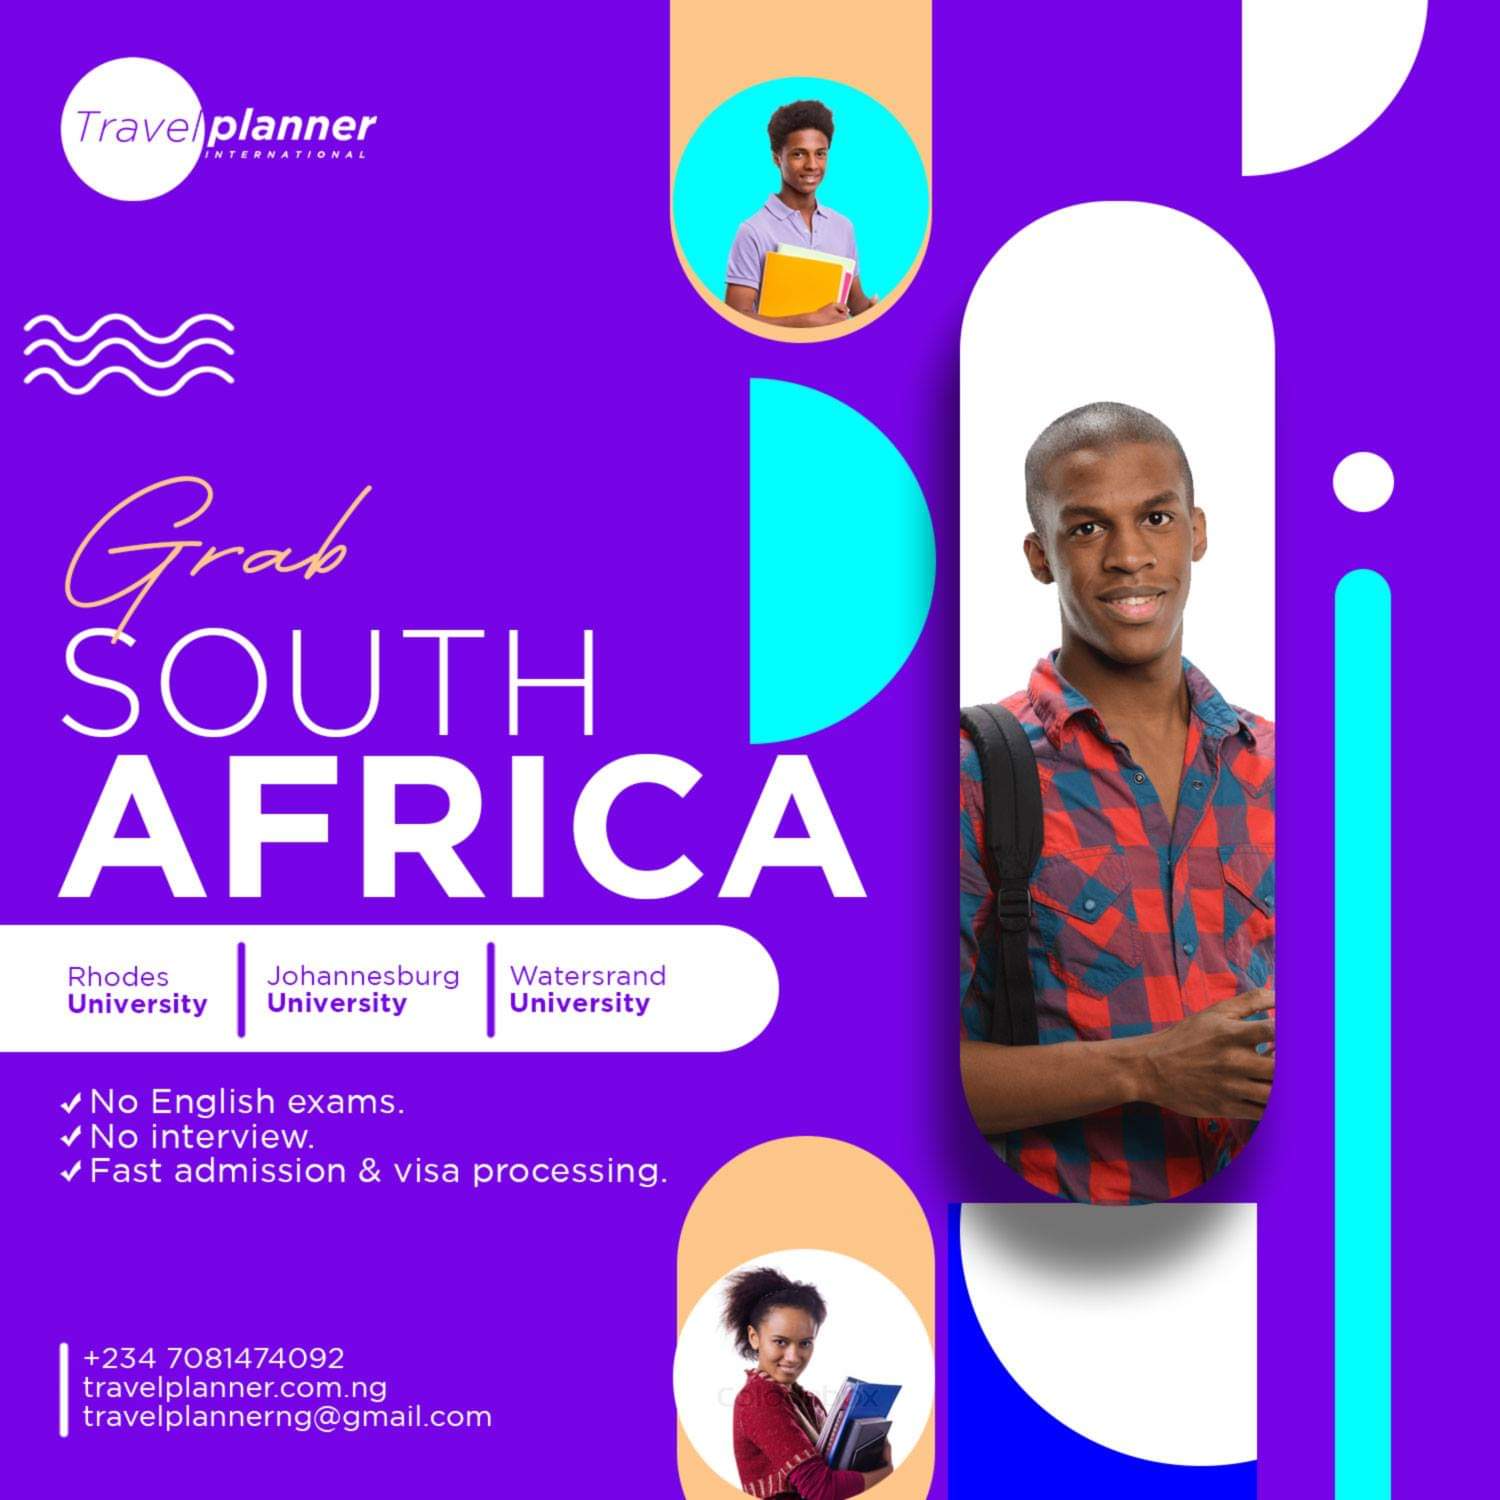 Travelplanner
INTERNATIONAL
Grab
SOUTH
AFRICA
Rhodes
University
Johannesburg
University
Watersrand
University
No English exams.
No interview.
Fast admission & visa processing.
+234 7081474092
travelplanner.com.ng
travelplannerng@gmail.com